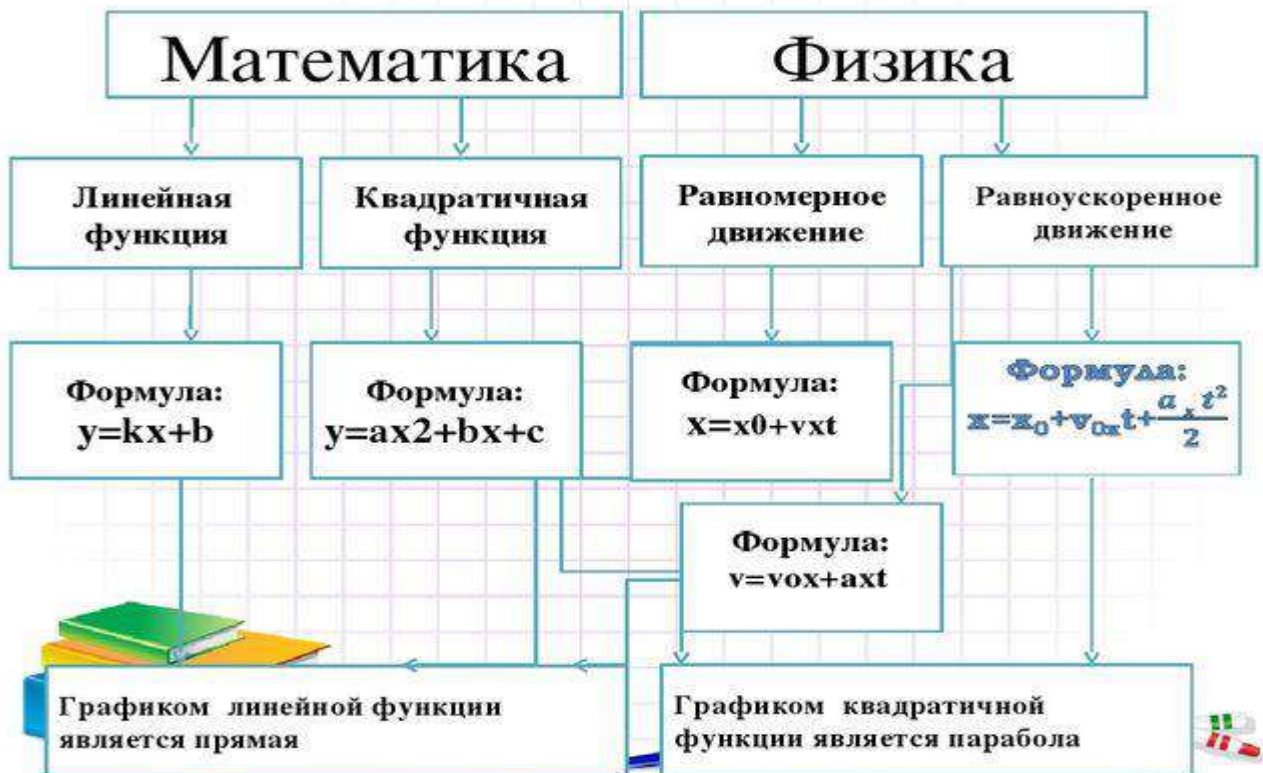 Математика
Физика
Линейная
функция
Квадратичная
функция
Равномерное
движение
Равноускоренное
движение
Формула:
y=kx+b
Формула:
y=ax2+bx+c
Формула:
x=x0+vxt
Формула:
x=x₀+v₀ₓt+aₓt²/2
Формула:
v=vox+axt
Графиком линейной функции
является прямая
Графиком квадратичной
функции является парабола